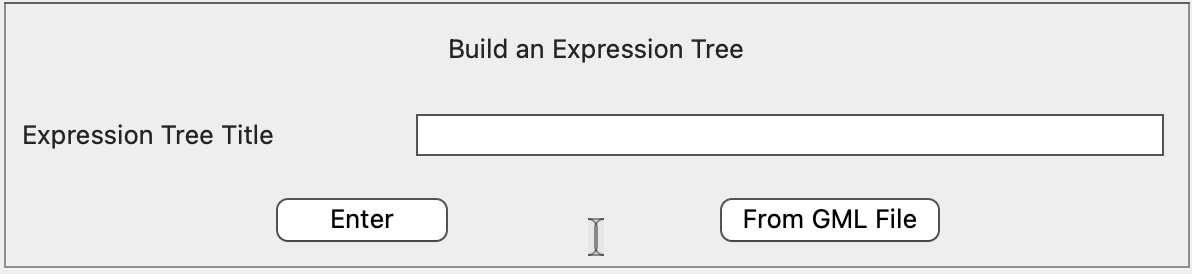 Build an Expression Tree
Expression Tree Title
Enter
From GML File